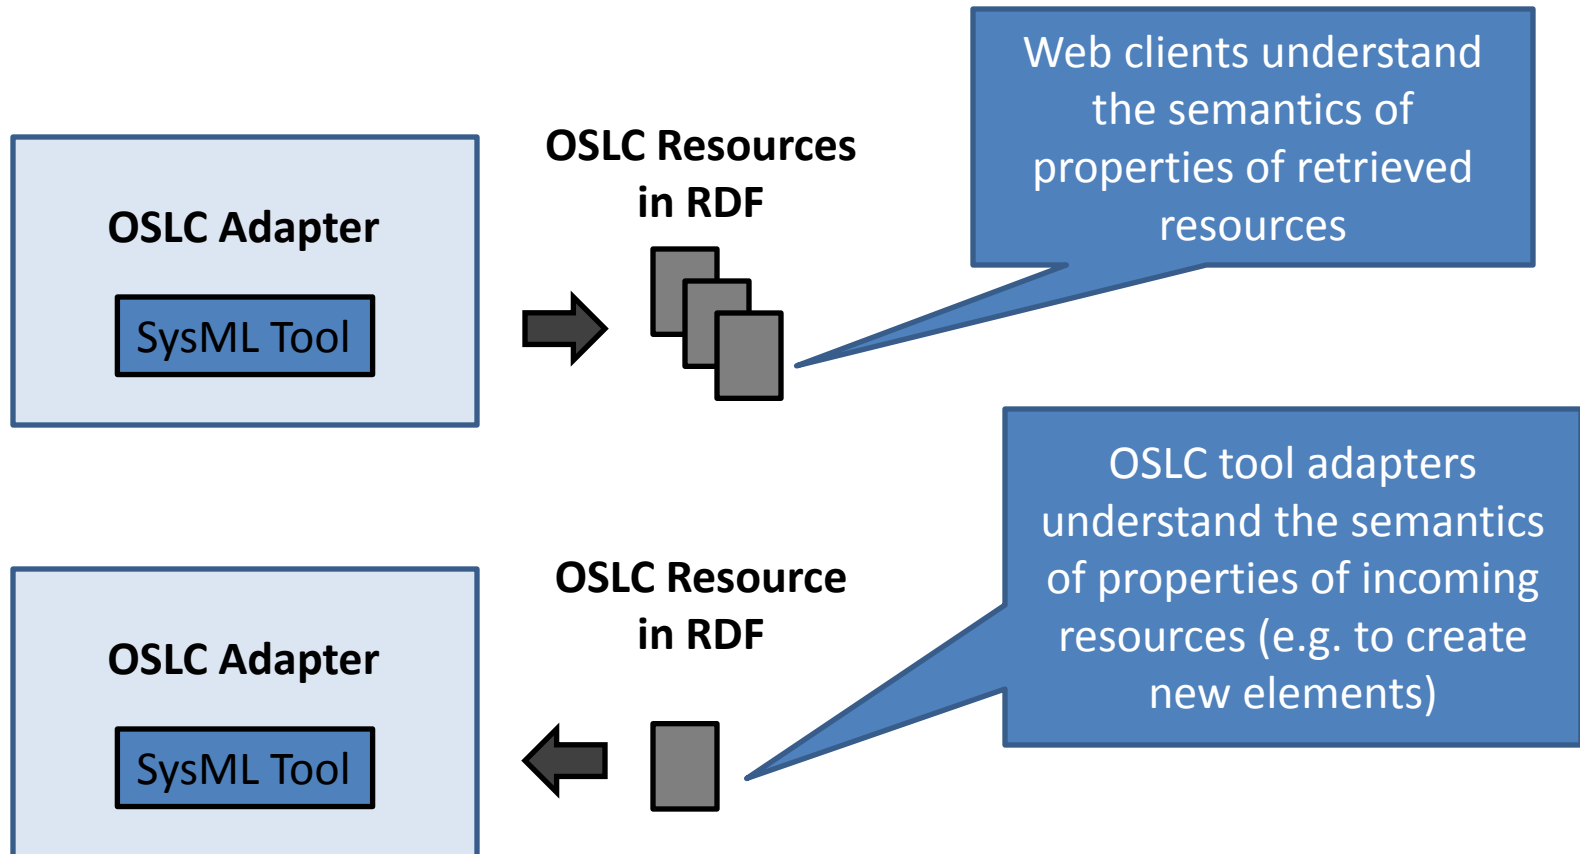 Web clients understand
the semantics of
properties of retrieved
resources
OSLC Resources
in RDF
OSLC Adapter
SysML Tool
OSLC tool adapters
understand the semantics
of properties of incoming
resources (e.g. to create
new elements)
OSLC Resource
in RDF
OSLC Adapter
SysML Tool